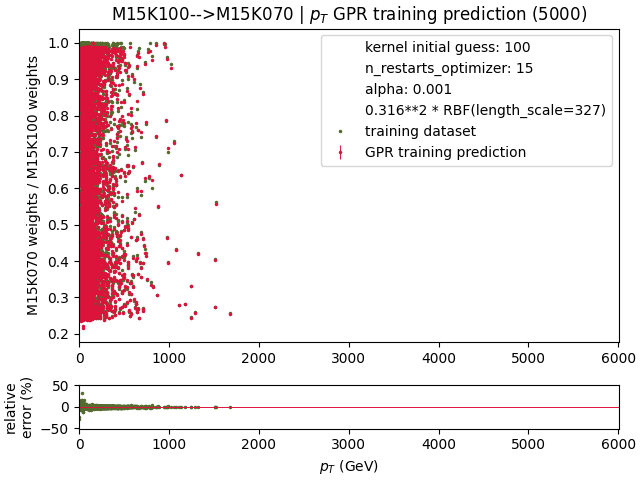 M15K100-->M15K070 | pT GPR training prediction (5000)
M15K070 weights / M15K100 weights
1.0
0.9
0.8
0.7
0.6
0.5
0.4
0.3
0.2
kernel initial guess: 100
n_restarts_optimizer: 15
alpha: 0.001
0.316**2 * RBF(length_scale=327)
training dataset
GPR training prediction
0 1000 2000 3000 4000 5000 6000
relative
error (%)
50
0
−50
0 1000 2000 3000 4000 5000 6000
pT (GeV)